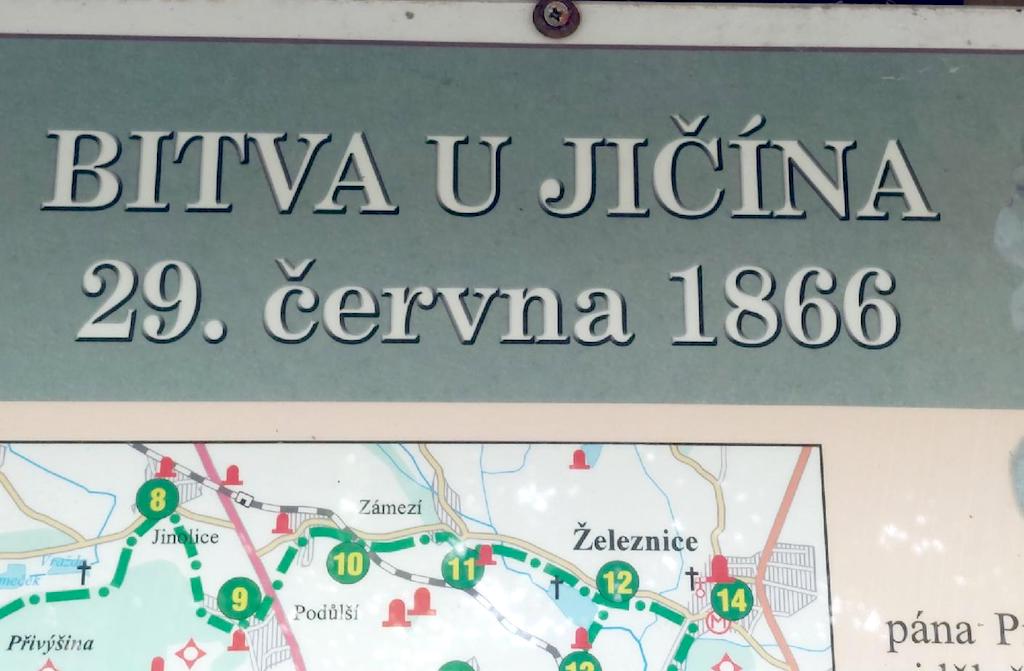 BITVA U JIČÍNA
29. června 1866
Zámezí
8
Jinolice
Železnice
10
11
12
9
14
M
Podůlší
Přivýšina
pána